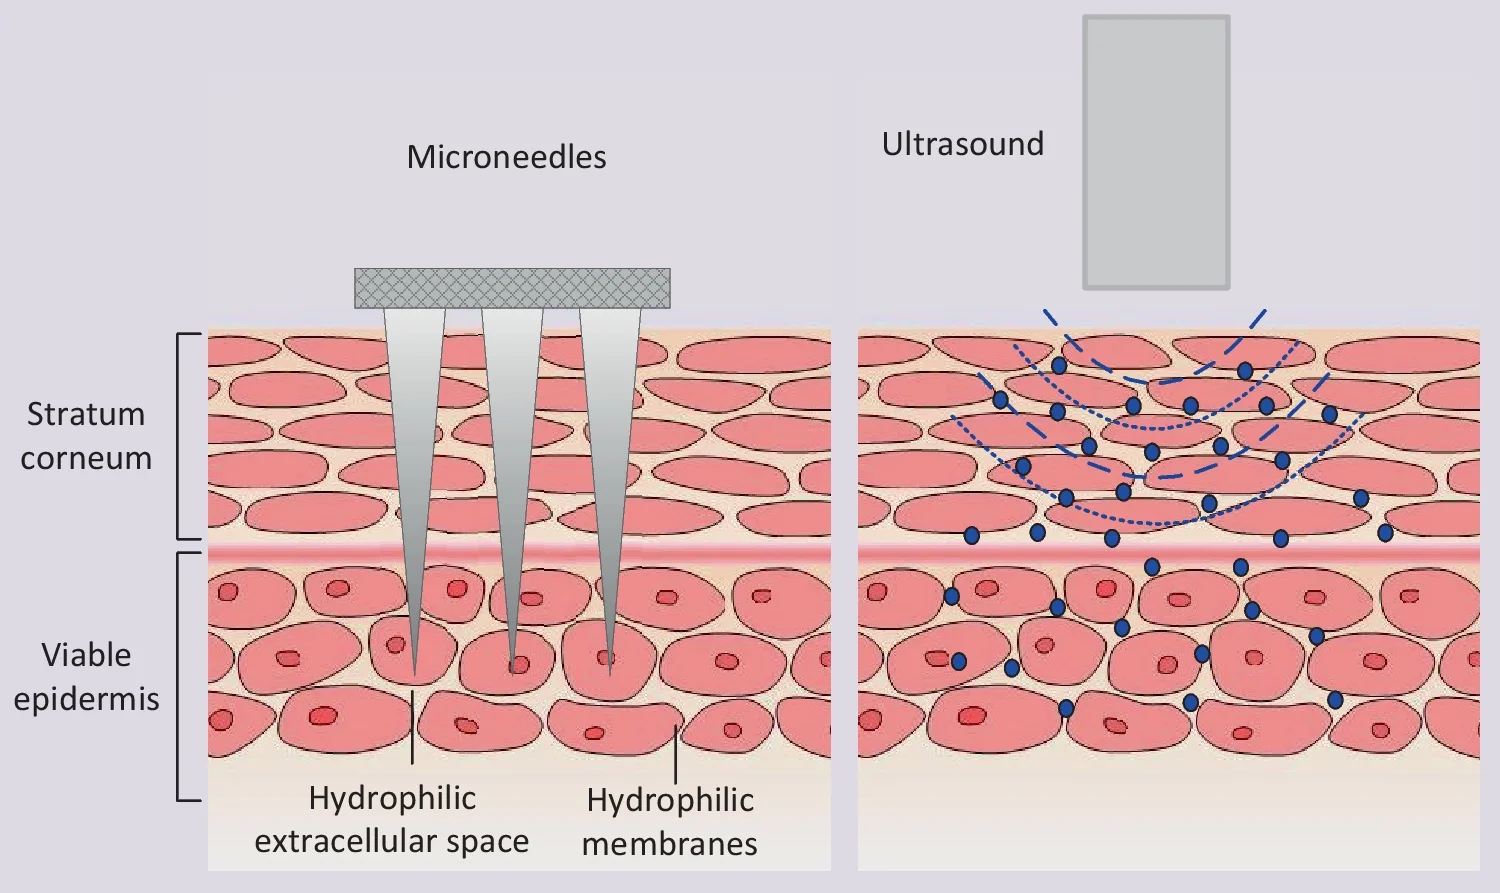 Microneedles
Ultrasound
Stratum
corneum
Viable
epidermis
Hydrophilic
extracellular space
Hydrophilic
membranes